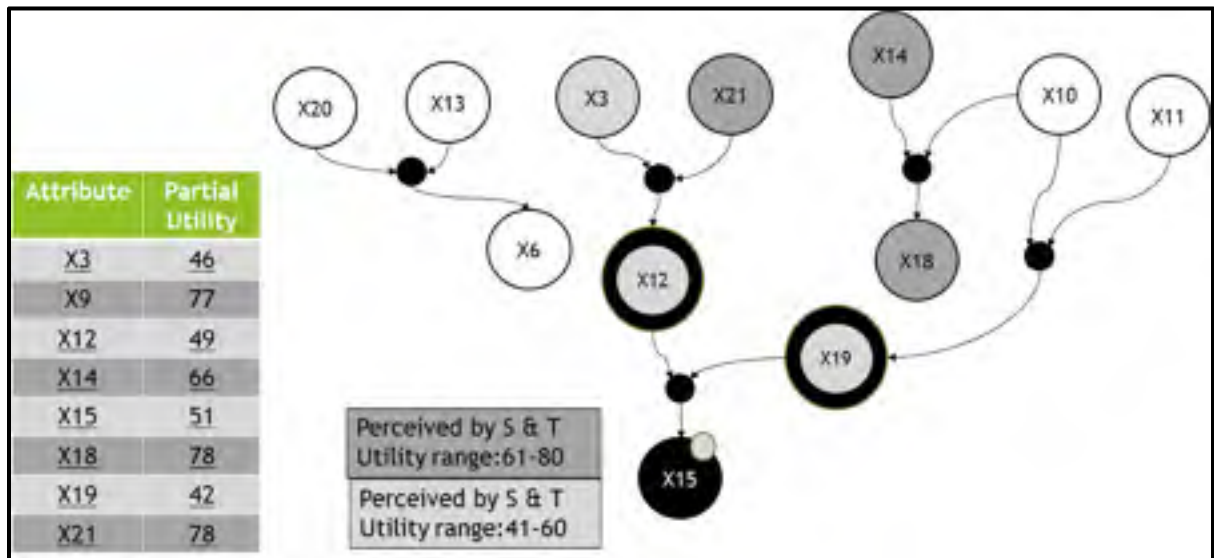 X14
X20
X13
X3
X21
X10
X11
Attribute Partial
Utility
X3 46
X9 77
X12 49
X14 66
X15 51
X18 78
X19 42
X21 78
X6
X12
X18
X19
Perceived by S & T
Utility range:61-80
Perceived by S & T
Utility range:41-60
X15